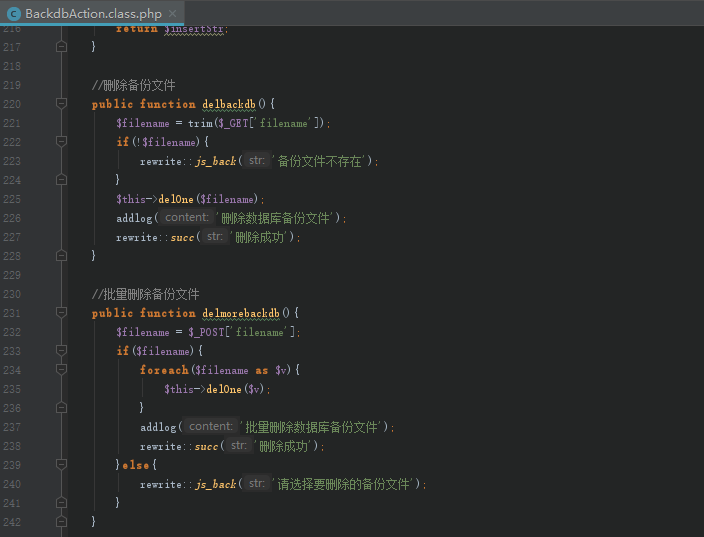 BackdbAction.class.php
216 return $insertStr;
217 }
218
219 //删除备份文件
220 public function delbackdb(){
221 $filename = trim($_GET['filename']);
222 if(!$filename){
223 rewrite::js_back( str: '备份文件不存在');
224 }
225 $this->delOne($filename);
226 addlog( content: '删除数据库备份文件');
227 rewrite::succ( str: '删除成功');
228 }
229
230 //批量删除备份文件
231 public function delmorebackdb(){
232 $filename = $_POST['filename'];
233 if($filename){
234 foreach($filename as $v){
235 $this->delOne($v);
236 }
237 addlog( content: '批量删除数据库备份文件');
238 rewrite::succ( str: '删除成功');
239 }else{
240 rewrite::js_back( str: '请选择要删除的备份文件');
241 }
242 }